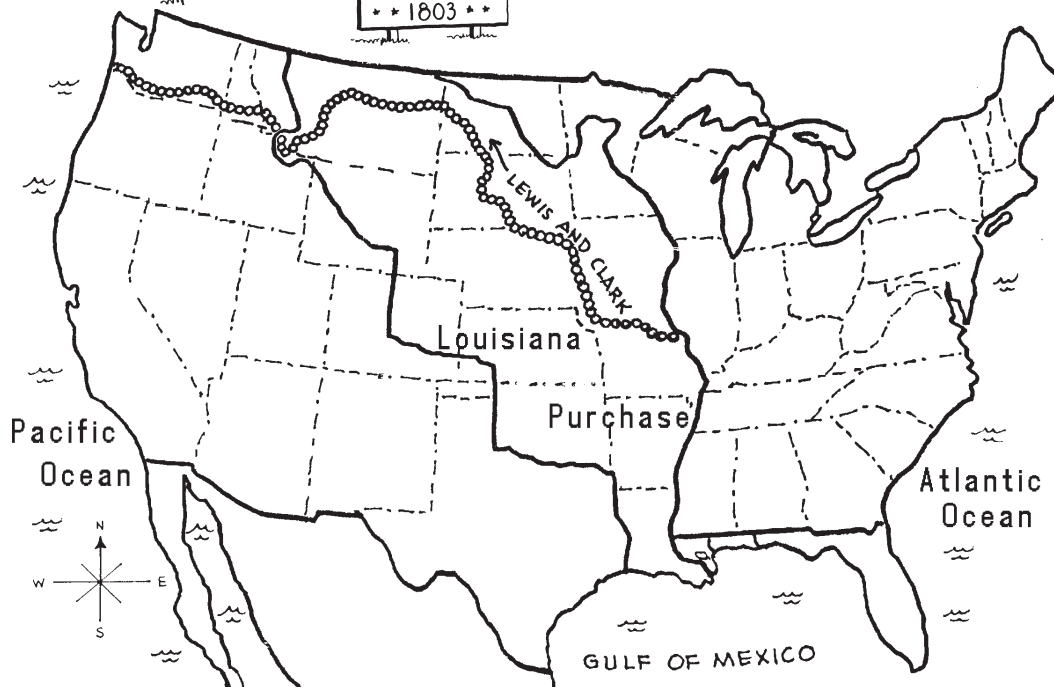 ★ ★ 1803 ★ ★
LEWIS AND CLARK
Louisiana
Purchase
Pacific
Ocean
Atlantic
Ocean
N
W E
S
GULF OF MEXICO